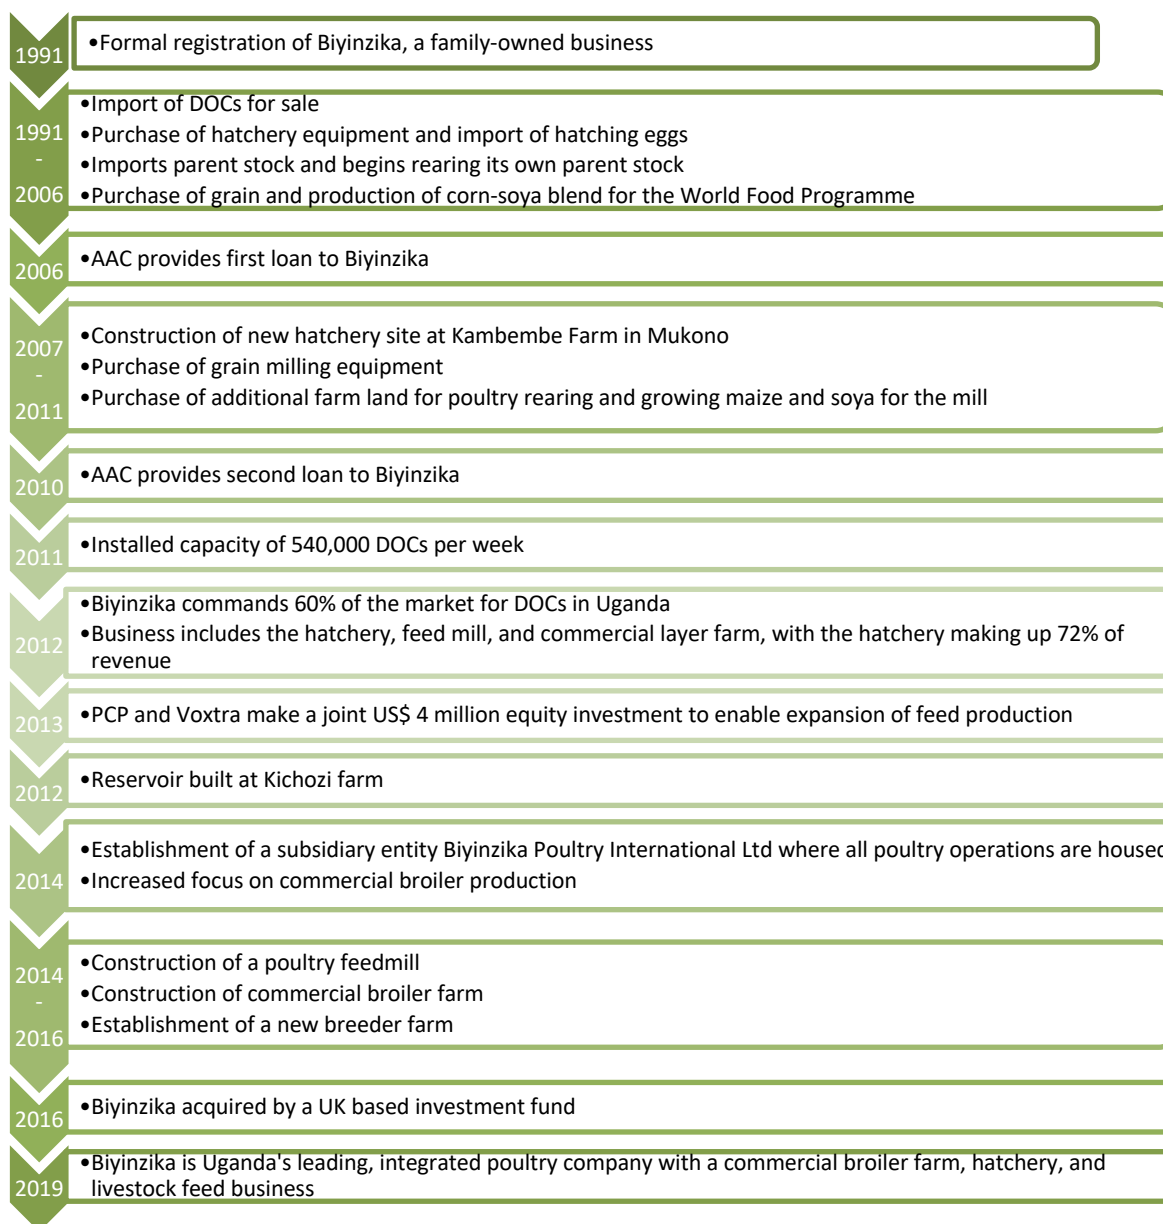 1991
•Formal registration of Biyinzika, a family-owned business
1991
-
2006
•Import of DOCs for sale
•Purchase of hatchery equipment and import of hatching eggs
•Imports parent stock and begins rearing its own parent stock
•Purchase of grain and production of corn-soya blend for the World Food Programme
2006
•AAC provides first loan to Biyinzika
2007
-
2011
•Construction of new hatchery site at Kambembe Farm in Mukono
•Purchase of grain milling equipment
•Purchase of additional farm land for poultry rearing and growing maize and soya for the mill
2010
•AAC provides second loan to Biyinzika
2011
•Installed capacity of 540,000 DOCs per week
2012
•Biyinzika commands 60% of the market for DOCs in Uganda
•Business includes the hatchery, feed mill, and commercial layer farm, with the hatchery making up 72% of
revenue
2013
•PCP and Voxtra make a joint US$ 4 million equity investment to enable expansion of feed production
2012
•Reservoir built at Kichozi farm
2014
•Establishment of a subsidiary entity Biyinzika Poultry International Ltd where all poultry operations are housed
•Increased focus on commercial broiler production
2014
-
2016
•Construction of a poultry feedmill
•Construction of commercial broiler farm
•Establishment of a new breeder farm
2016
•Biyinzika acquired by a UK based investment fund
2019
•Biyinzika is Uganda's leading, integrated poultry company with a commercial broiler farm, hatchery, and
livestock feed business